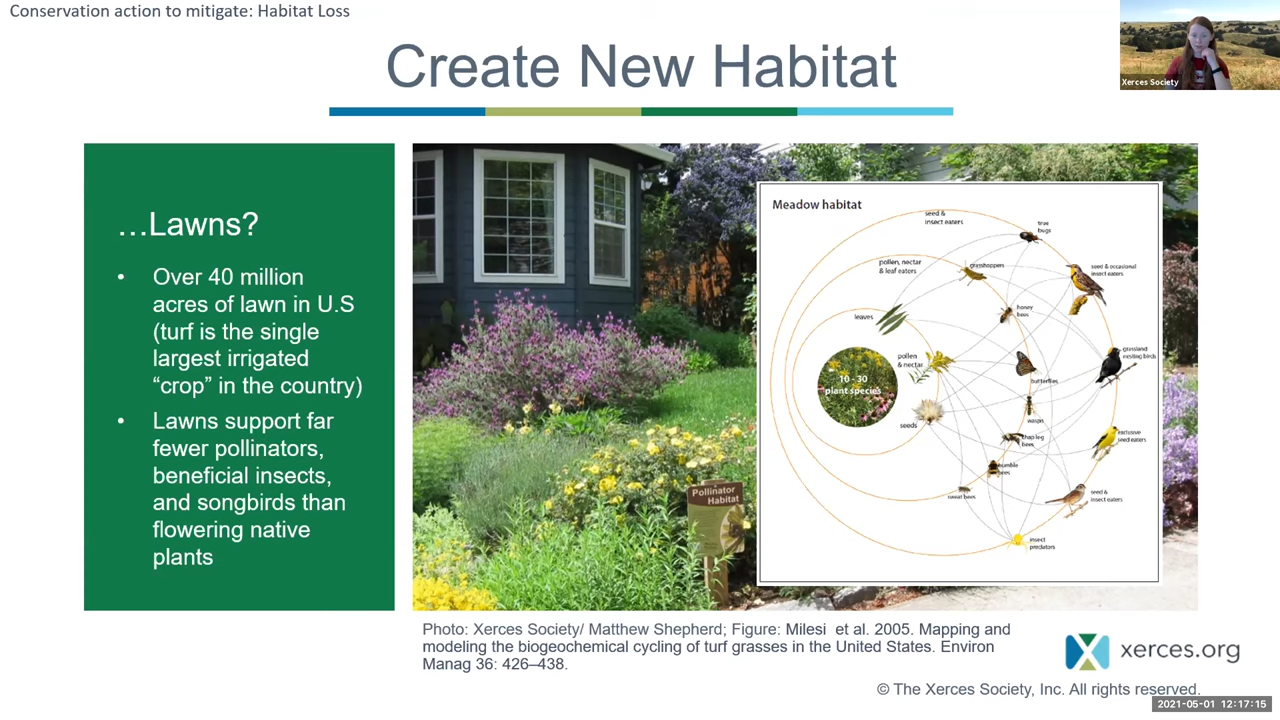 Conservation action to mitigate: Habitat Loss
Xerces Society
Create New Habitat
…Lawns?
• Over 40 million
acres of lawn in U.S
(turf is the single
largest irrigated
“crop” in the country)
• Lawns support far
fewer pollinators,
beneficial insects,
and songbirds than
flowering native
plants
Pollinator
Habitat
Meadow habitat
seed &
insect eaters
true
bugs
pollen, nectar
& leaf eaters
grasshoppers
seed & occasional
insect eaters
leaves
honey
bees
pollen
& nectar
grassland
nesting birds
10 - 30
plant species
butterflies
seeds
wasps
exclusive
seed eaters
bees
bumble
bees
sweat bees
seed &
insect eaters
insect
predators
Photo: Xerces Society/ Matthew Shepherd; Figure: Milesi et al. 2005. Mapping and
modeling the biogeochemical cycling of turf grasses in the United States. Environ
Manag 36: 426–438.
xerces.org
© The Xerces Society, Inc. All rights reserved.
2021-05-01 12:17:15